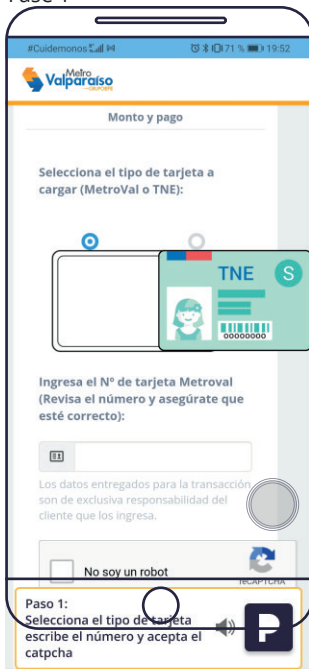 #Cuidemonos 71 % 19:52
Metro
Valparaíso
Monto y pago
Selecciona el tipo de tarjeta a
cargar (MetroVal o TNE):
TNE S
00000000
Ingresa el Nº de tarjeta Metroval
(Revisa el número y asegúrate que
esté correcto):
Los datos entregados para la transacción
son de exclusiva responsabilidad del
cliente que los ingresa.
No soy un robot
reCAPTCHA
Paso 1:
Selecciona el tipo de tarjeta
escribe el número y acepta el
catpcha
P